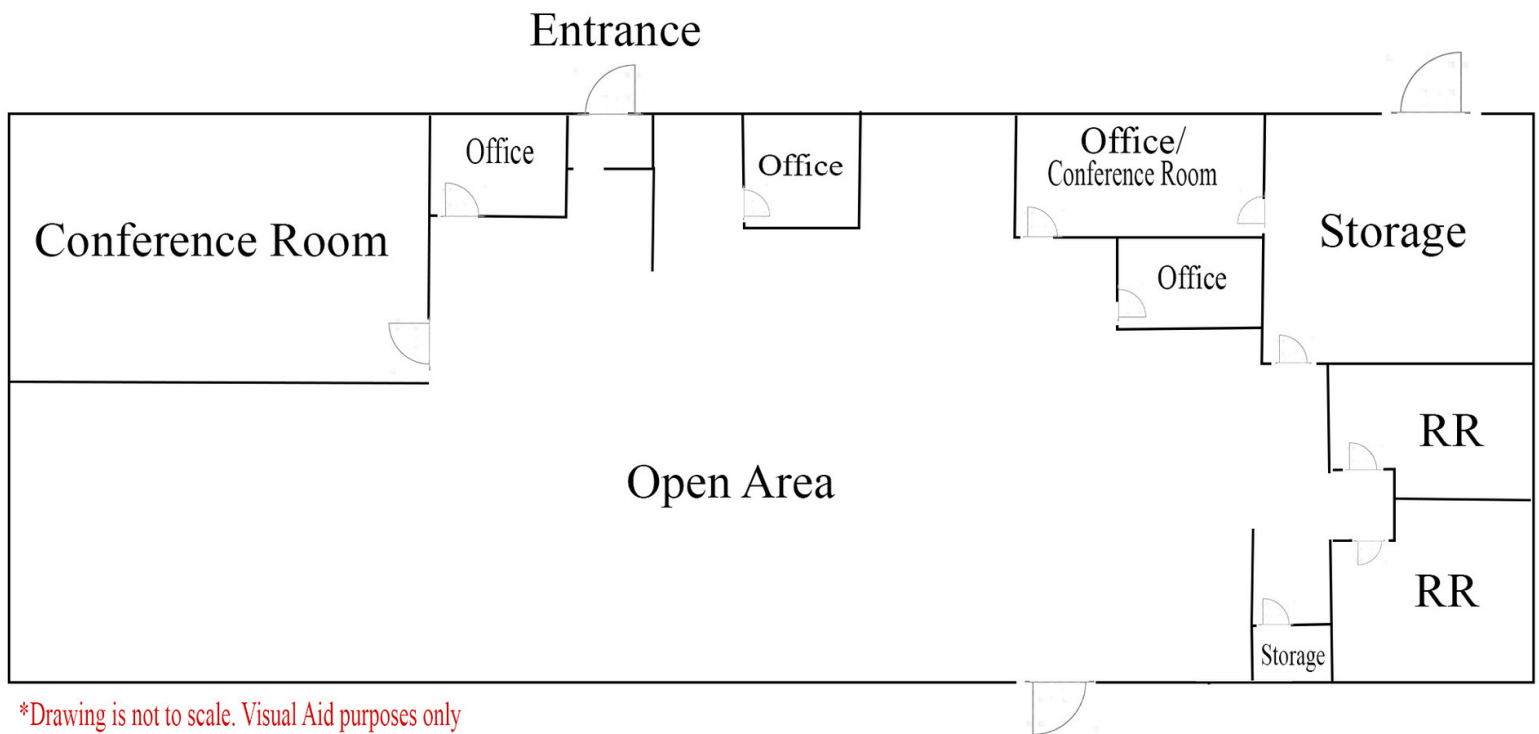 Entrance
Office
Office
Office/
Conference Room
Conference Room
Storage
Office
RR
Open Area
RR
Storage
*Drawing is not to scale. Visual Aid purposes only